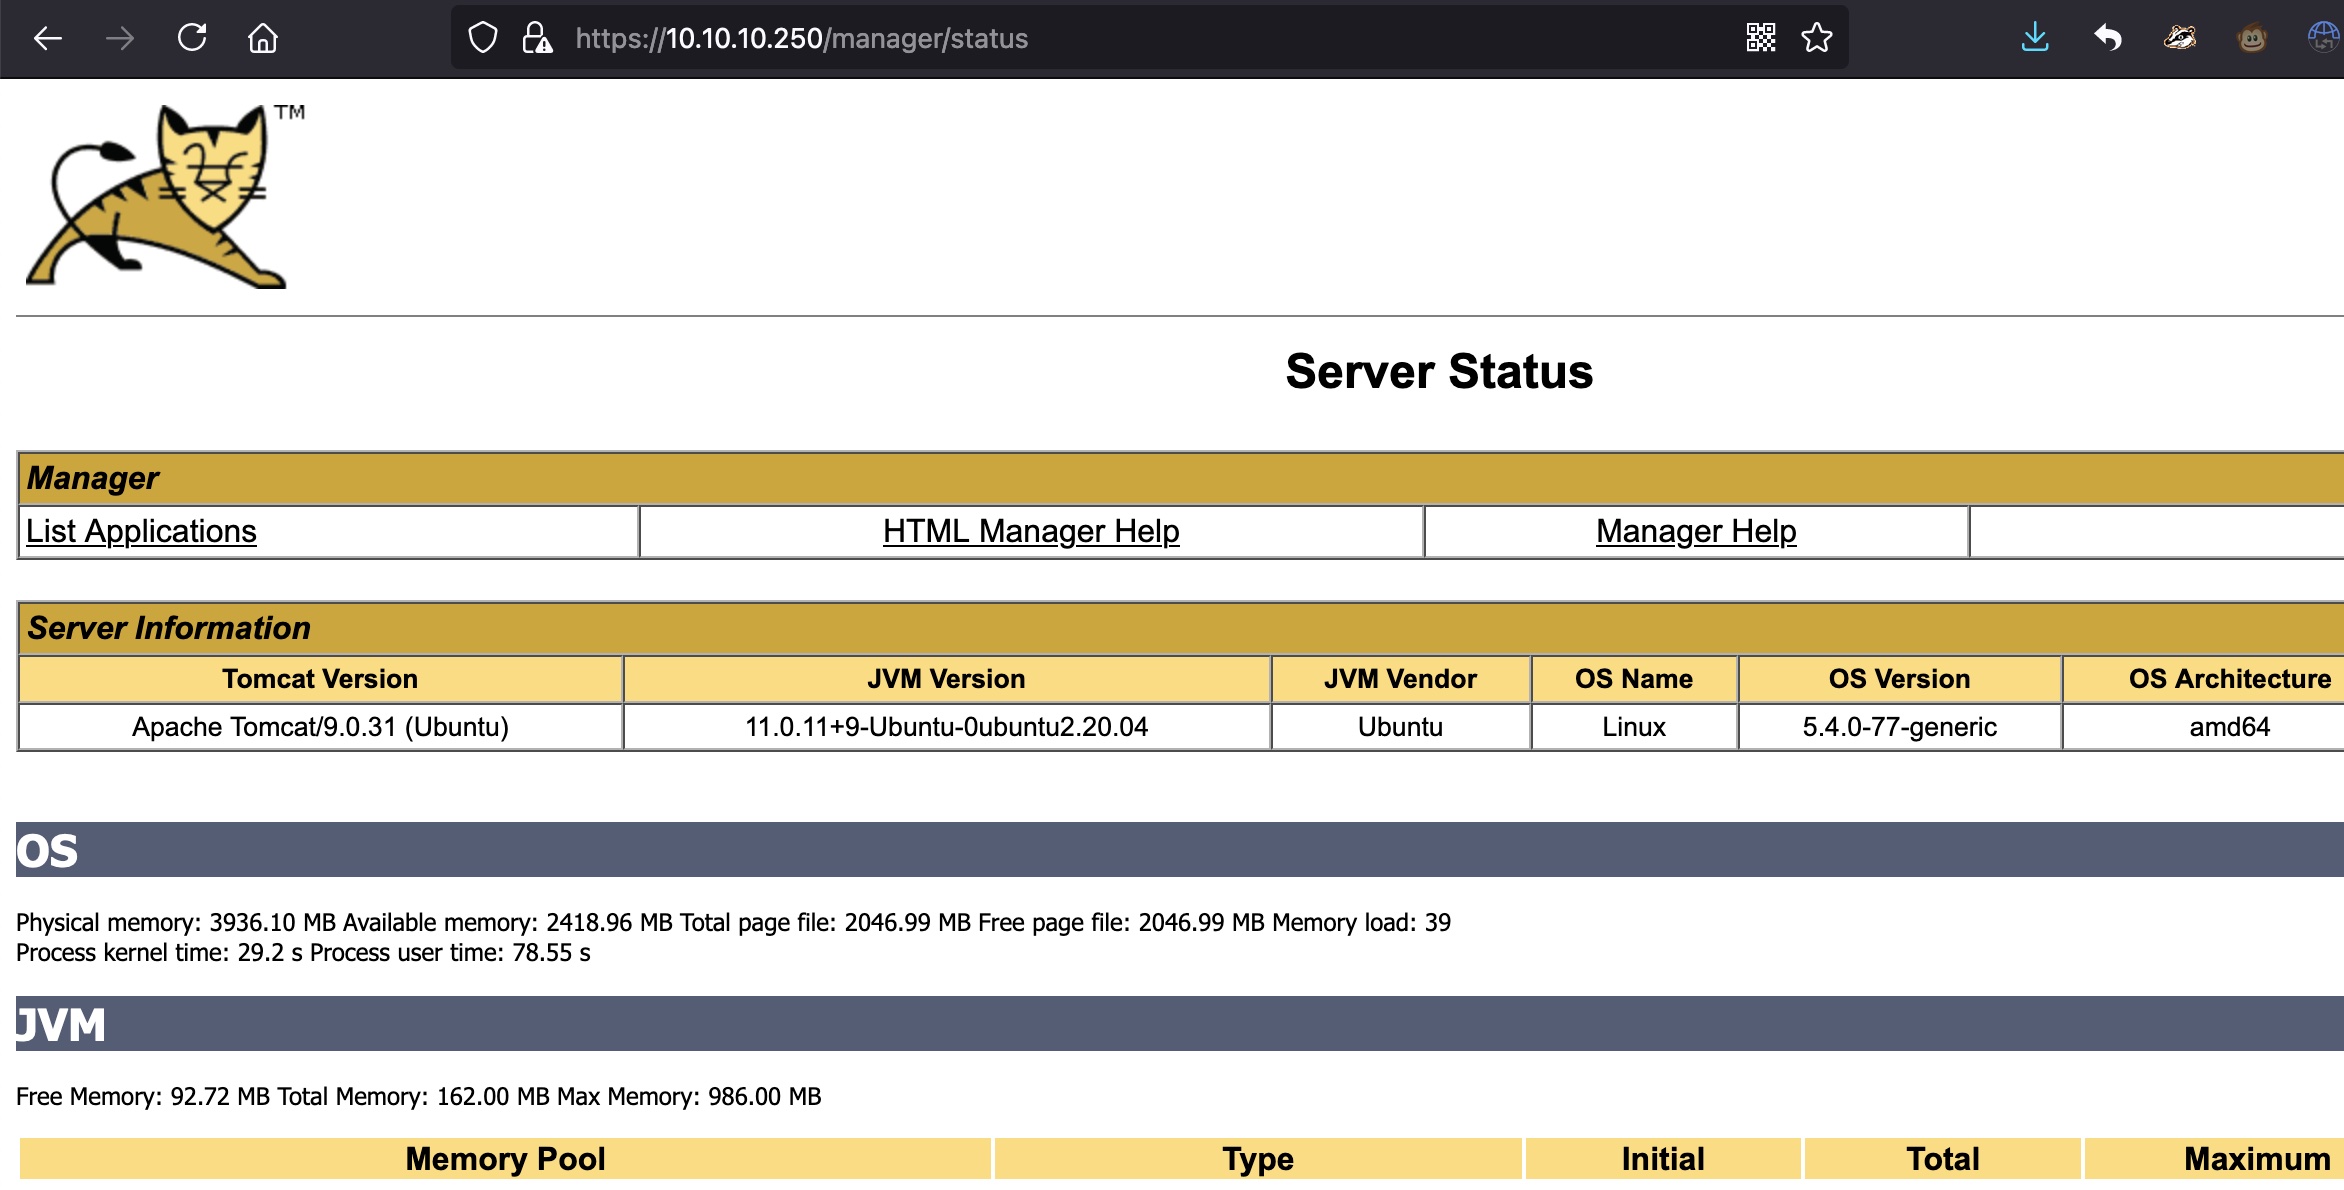 https://10.10.10.250/manager/status
TM
Server Status
Manager
List Applications HTML Manager Help Manager Help
Server Information
Tomcat Version JVM Version JVM Vendor OS Name OS Version OS Architecture
Apache Tomcat/9.0.31 (Ubuntu) 11.0.11+9-Ubuntu-0ubuntu2.20.04 Ubuntu Linux 5.4.0-77-generic amd64
OS
Physical memory: 3936.10 MB Available memory: 2418.96 MB Total page file: 2046.99 MB Free page file: 2046.99 MB Memory load: 39
Process kernel time: 29.2 s Process user time: 78.55 s
JVM
Free Memory: 92.72 MB Total Memory: 162.00 MB Max Memory: 986.00 MB
Memory Pool Type Initial Total Maximum